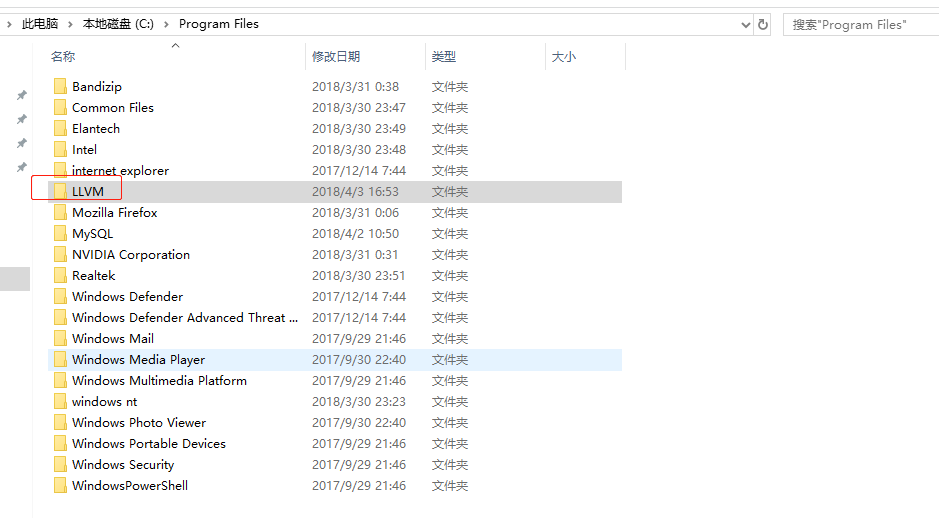 此电脑 本地磁盘 (C:) Program Files 搜索"Program Files"
名称 修改日期 类型 大小
Bandizip 2018/3/31 0:38 文件夹
Common Files 2018/3/30 23:47 文件夹
Elantech 2018/3/30 23:49 文件夹
Intel 2018/3/30 23:48 文件夹
internet explorer 2017/12/14 7:44 文件夹
LLVM 2018/4/3 16:53 文件夹
Mozilla Firefox 2018/3/31 0:06 文件夹
MySQL 2018/4/2 10:50 文件夹
NVIDIA Corporation 2018/3/31 0:31 文件夹
Realtek 2018/3/30 23:51 文件夹
Windows Defender 2017/12/14 7:44 文件夹
Windows Defender Advanced Threat ... 2017/12/14 7:44 文件夹
Windows Mail 2017/9/29 21:46 文件夹
Windows Media Player 2017/9/30 22:40 文件夹
Windows Multimedia Platform 2017/9/29 21:46 文件夹
windows nt 2018/3/30 23:23 文件夹
Windows Photo Viewer 2017/9/30 22:40 文件夹
Windows Portable Devices 2017/9/29 21:46 文件夹
Windows Security 2017/9/29 21:46 文件夹
WindowsPowerShell 2017/9/29 21:46 文件夹